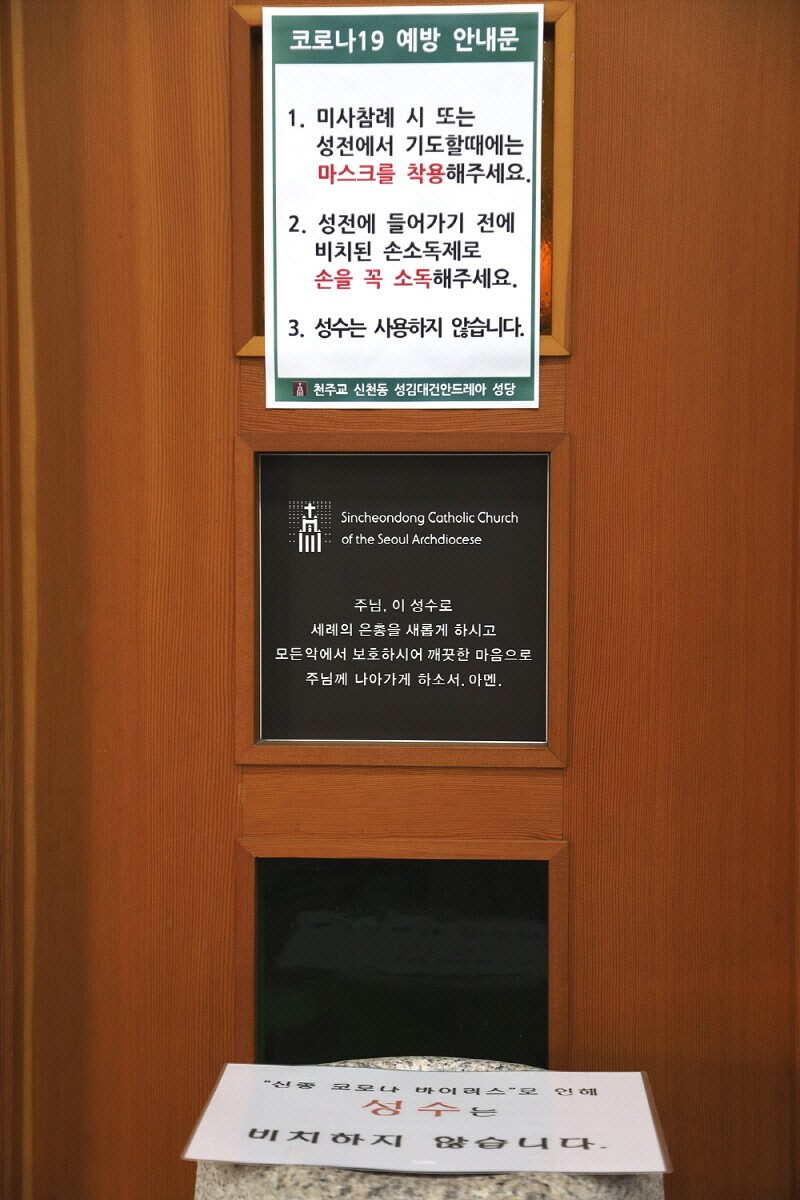 코로나19 예방 안내문
1. 미사참례 시 또는
성전에서 기도할때에는
마스크를 착용해주세요.
2. 성전에 들어가기 전에
비치된 손소독제로
손을 꼭 소독해주세요.
3. 성수는 사용하지 않습니다.
천주교 신천동 성김대건안드레아 성당
Sincheondong Catholic Church
of the Seoul Archdiocese
주님, 이 성수로
세례의 은총을 새롭게 하시고
모든악에서 보호하시어 깨끗한 마음으로
주님께 나아가게 하소서. 아멘.
"신종 코로나 바이러스"로 인해
성수는
비치하지 않습니다.